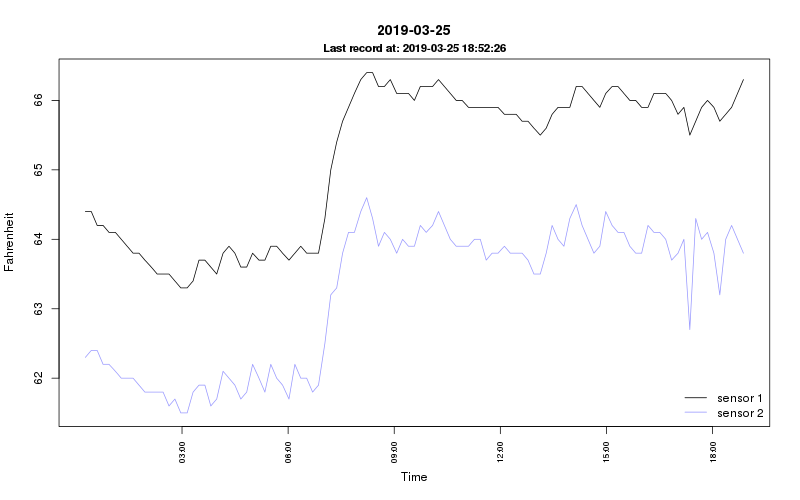 2019-03-25
Last record at: 2019-03-25 18:52:26
Fahrenheit
66
65
64
63
62
03:00
06:00
09:00
12:00
15:00
18:00
Time
sensor 1
sensor 2